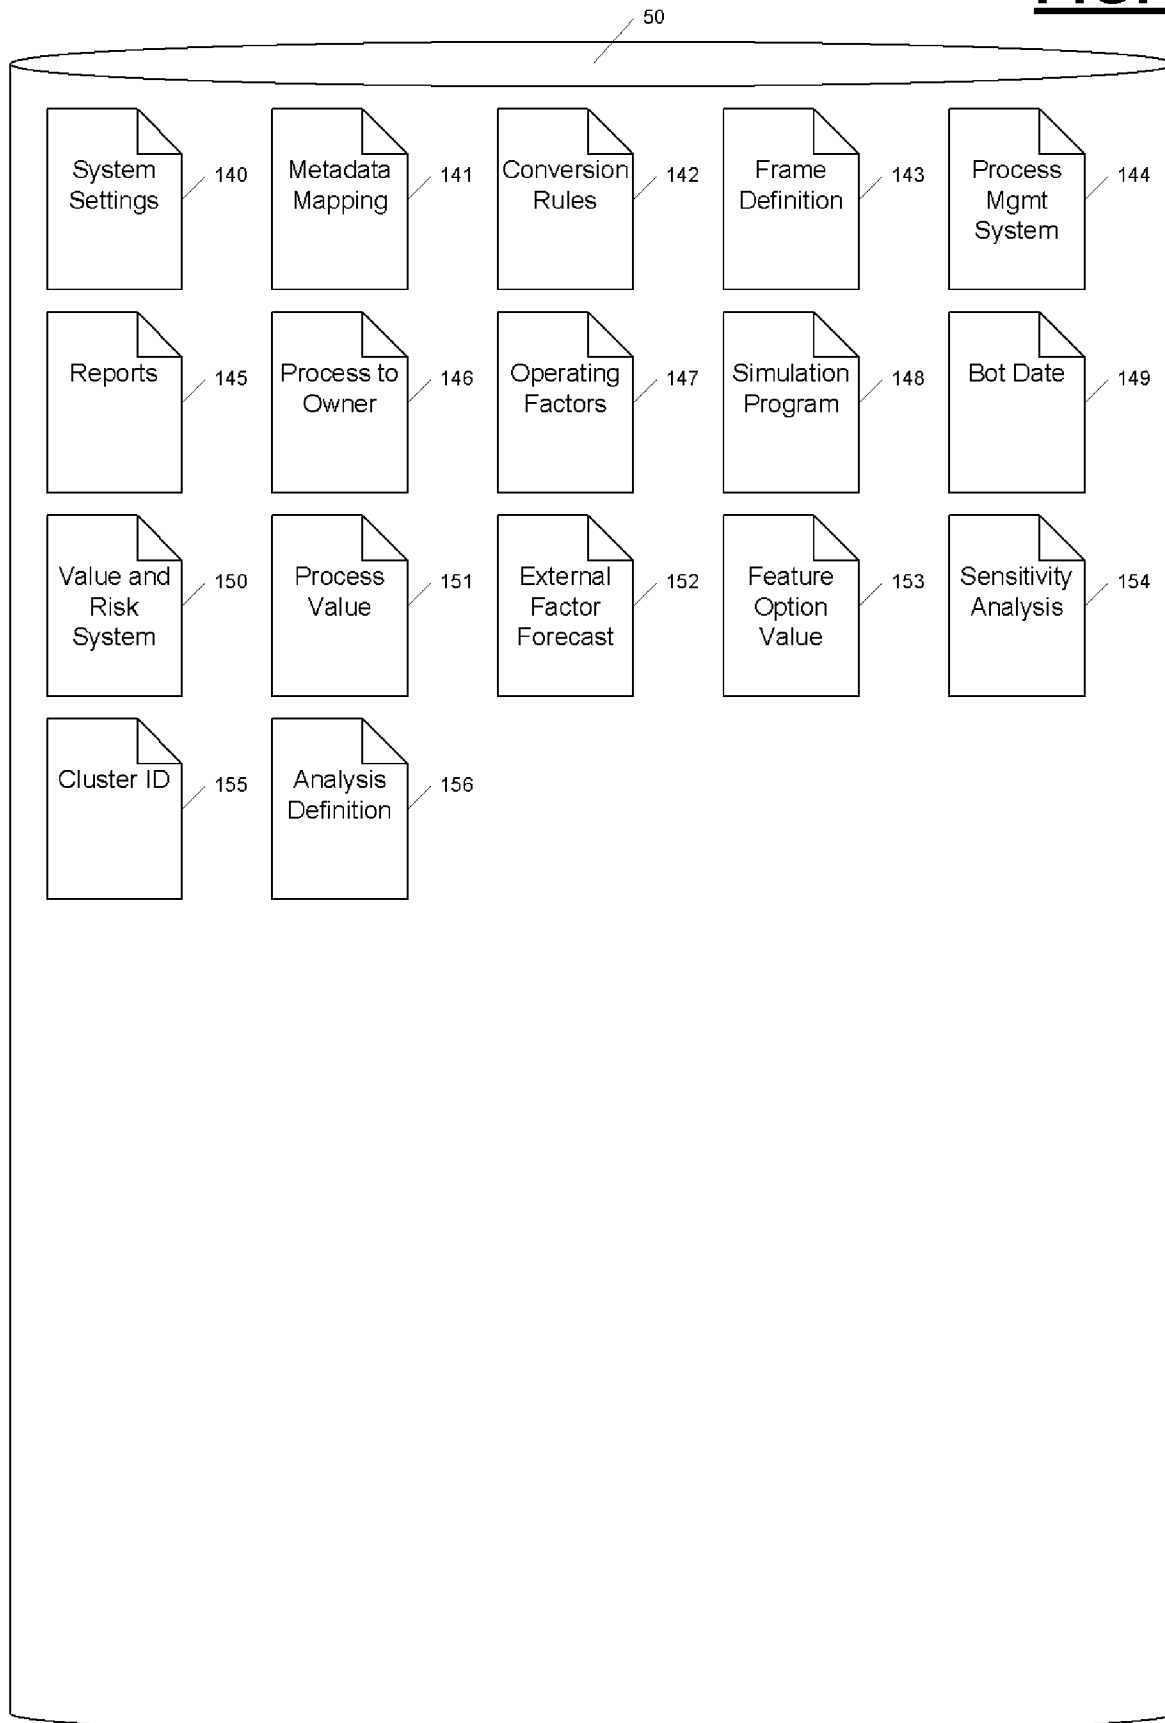 50
System
Settings
140
Metadata
Mapping
141
Conversion
Rules
142
Frame
Definition
143
Process
Mgmt
System
144
Reports
145
Process to
Owner
146
Operating
Factors
147
Simulation
Program
148
Bot Date
149
Value and
Risk
System
150
Process
Value
151
External
Factor
Forecast
152
Feature
Option
Value
153
Sensitivity
Analysis
154
Cluster ID
155
Analysis
Definition
156